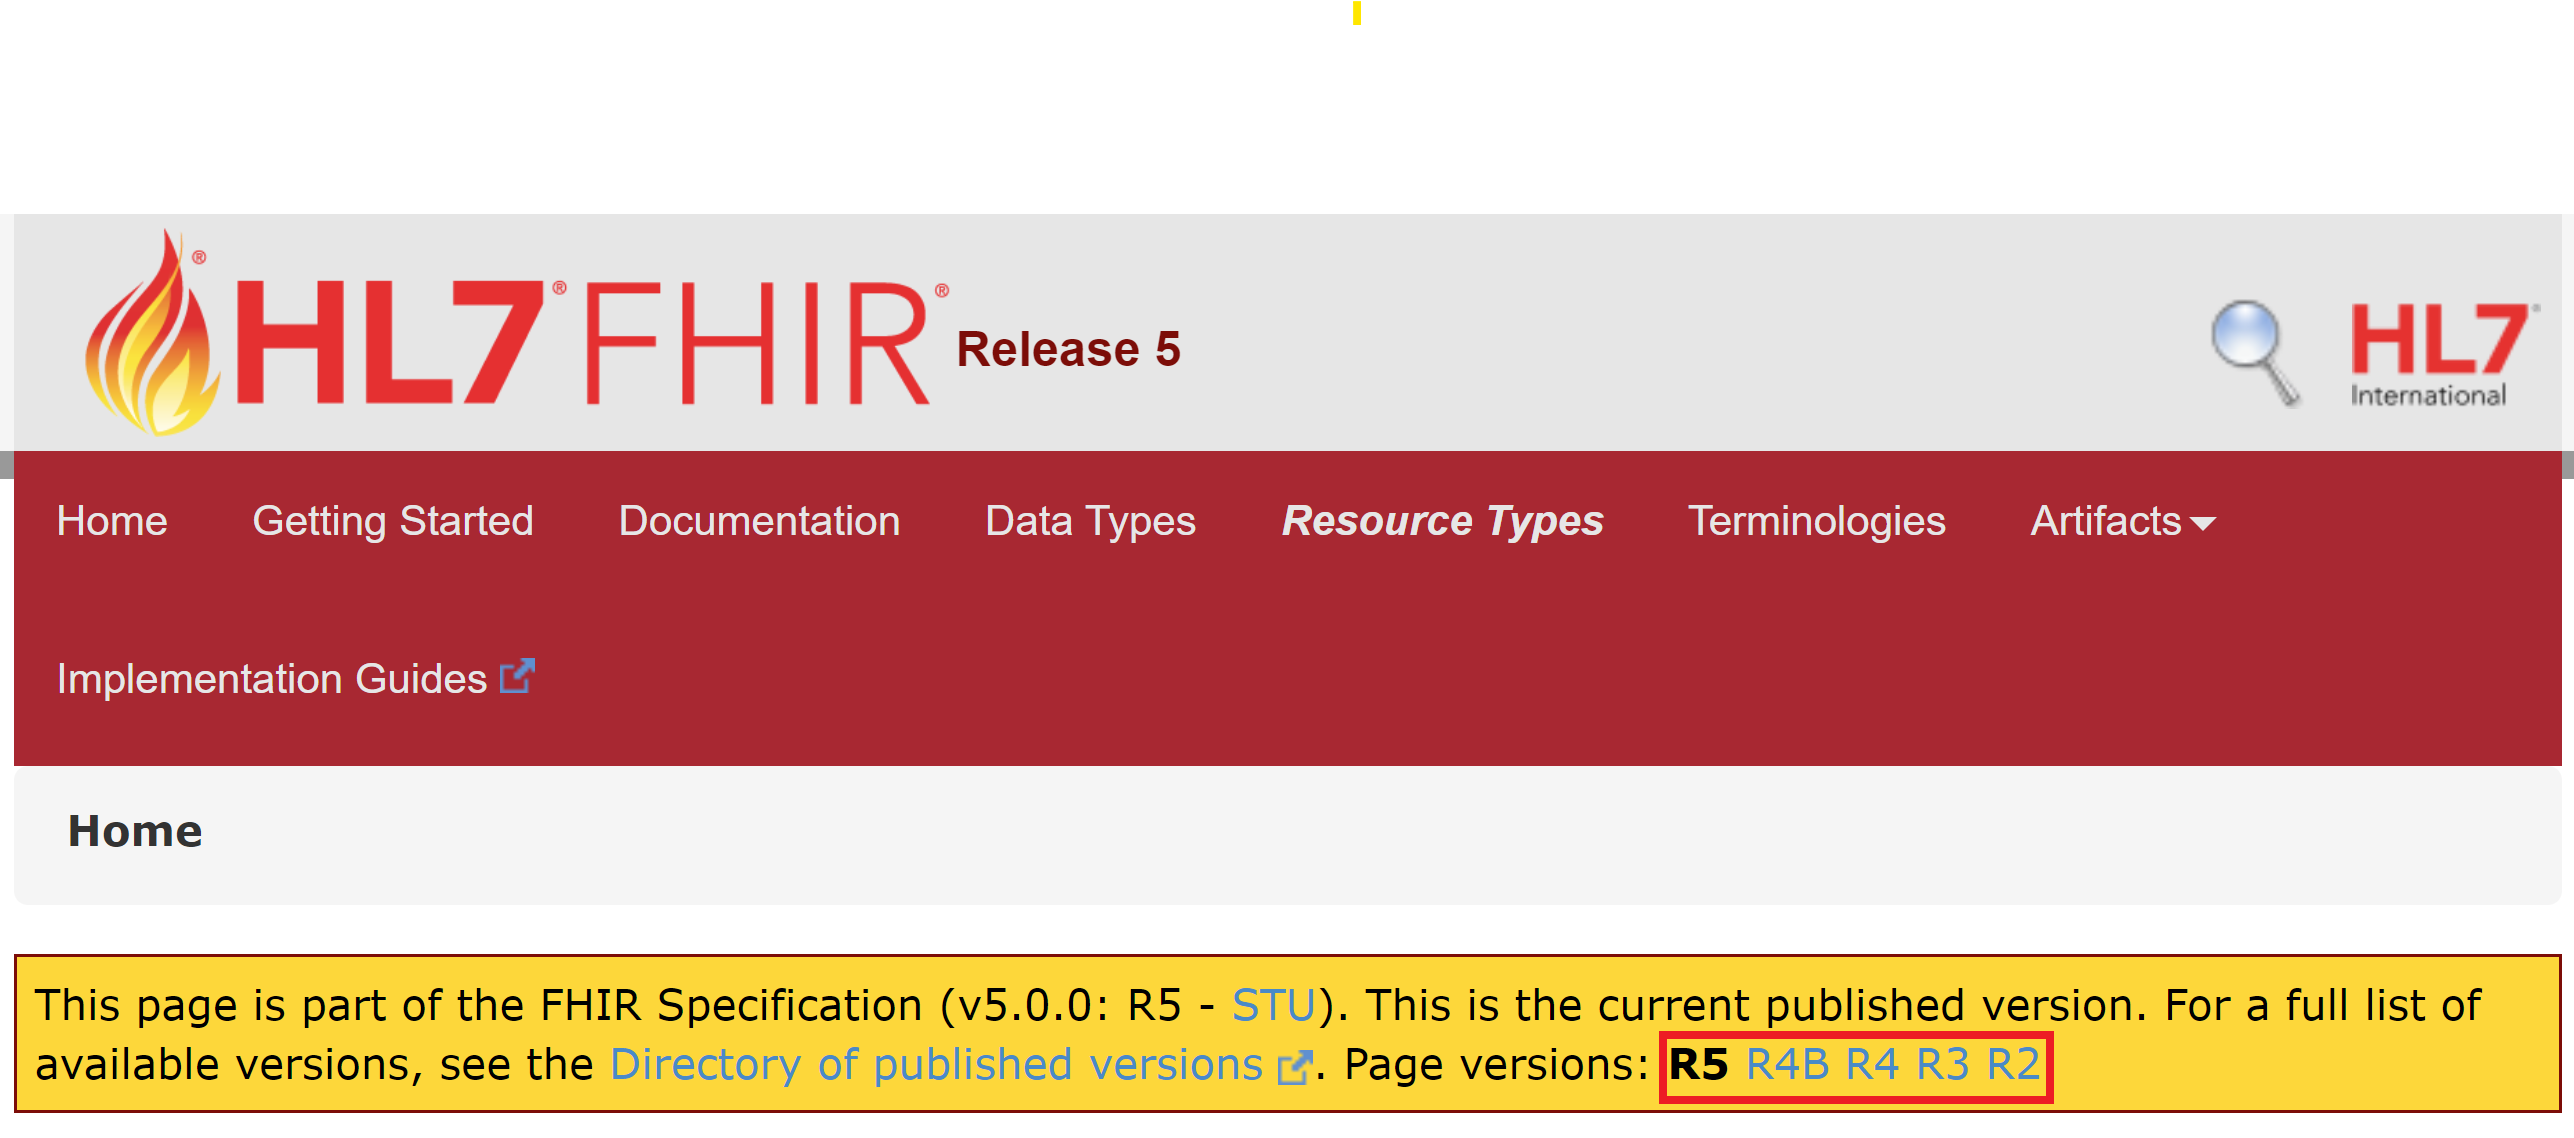 HL7® FHIR® Release 5
HL7®
International
Home Getting Started Documentation Data Types Resource Types Terminologies Artifacts
Implementation Guides
Home
This page is part of the FHIR Specification (v5.0.0: R5 - STU). This is the current published version. For a full list of
available versions, see the Directory of published versions. Page versions: R5 R4B R4 R3 R2